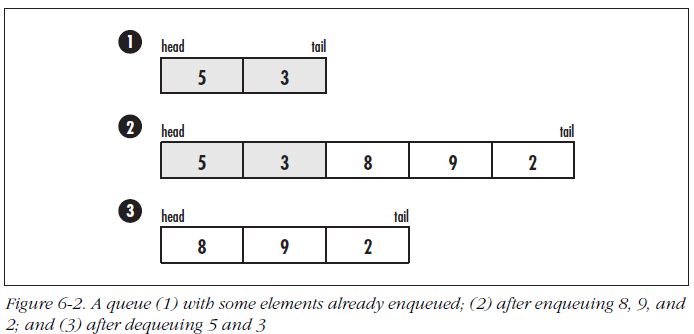 1 head tail
5 3
2 head tail
5 3 8 9 2
3 head tail
8 9 2
Figure 6-2. A queue (1) with some elements already enqueued; (2) after enqueuing 8, 9, and
2; and (3) after dequeuing 5 and 3